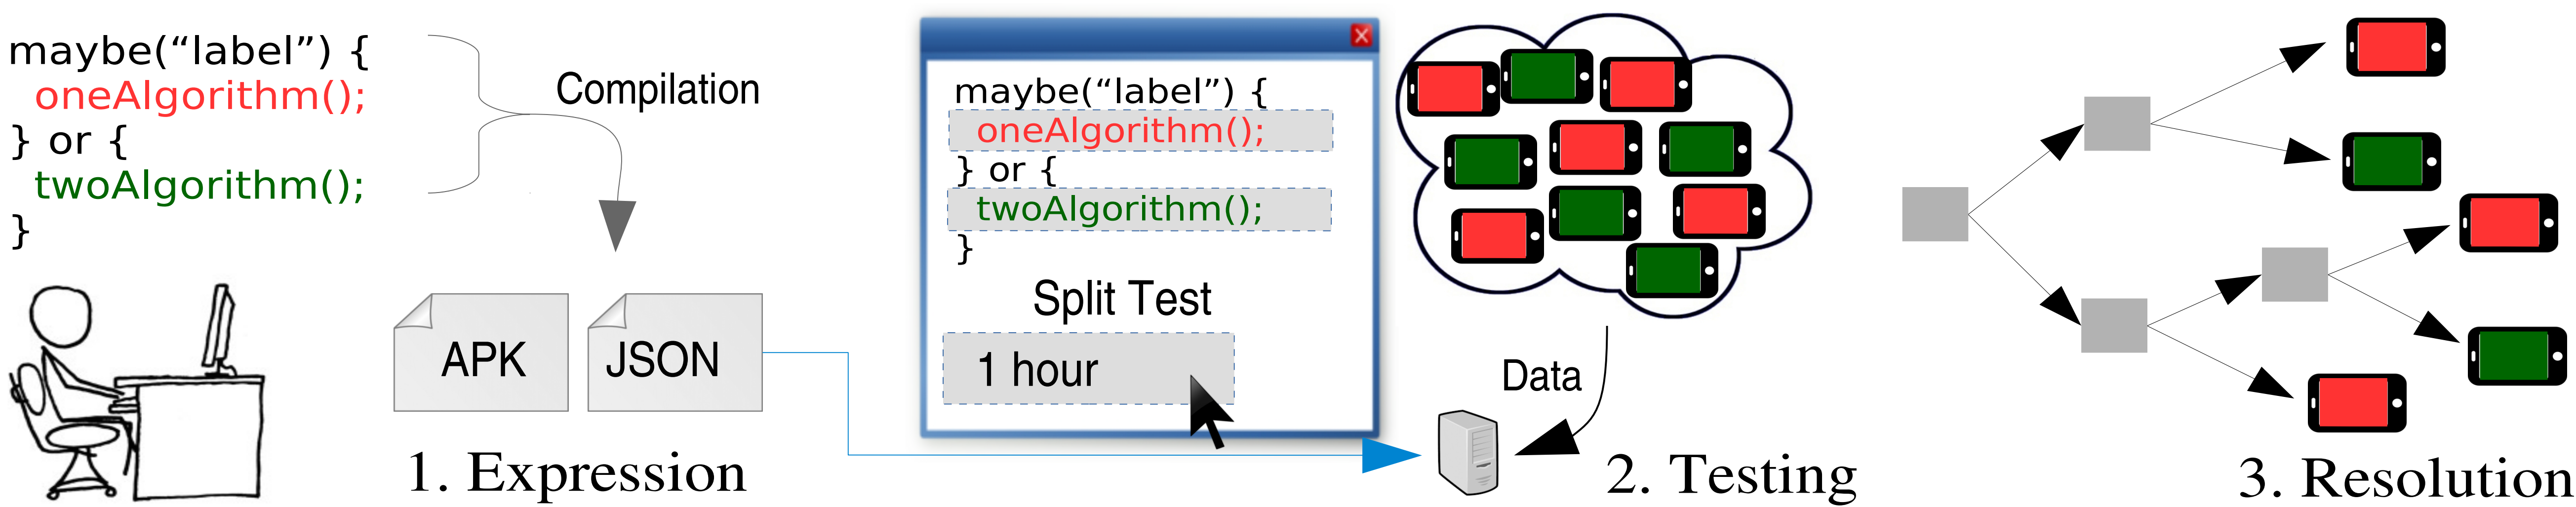 maybe(“label”) {
oneAlgorithm();
} or {
twoAlgorithm();
}
Compilation
APK
JSON
1. Expression
maybe(“label”) {
oneAlgorithm();
} or {
twoAlgorithm();
}
Split Test
1 hour
Data
2. Testing
3. Resolution